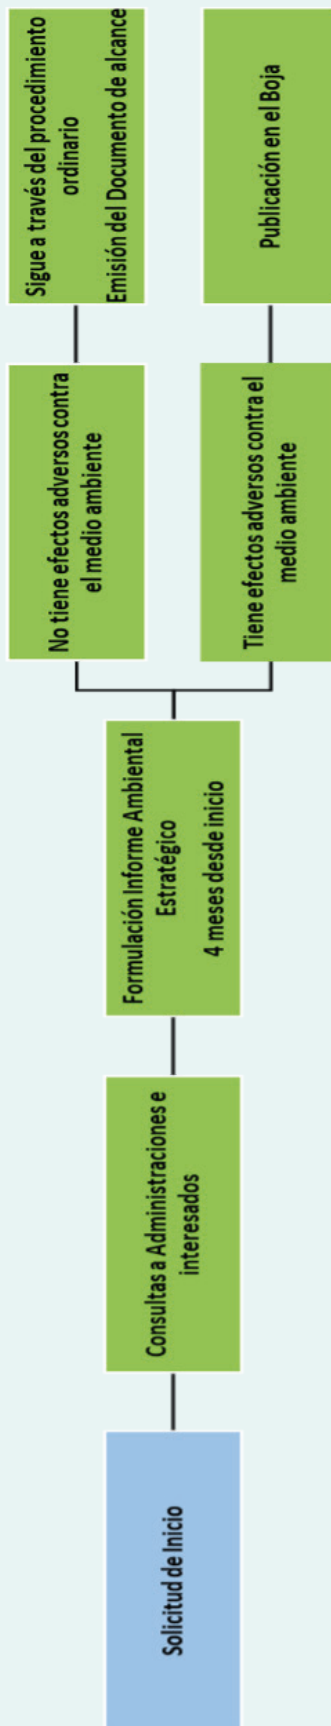 Solicitud de Inicio
Consultas a Administraciones e
interesados
Formulación Informe Ambiental
Estratégico
4 meses desde inicio
No tiene efectos adversos contra
el medio ambiente
Sigue a través del procedimiento
ordinario
Emisión del Documento de alcance
Tiene efectos adversos contra el
medio ambiente
Publicación en el Boja